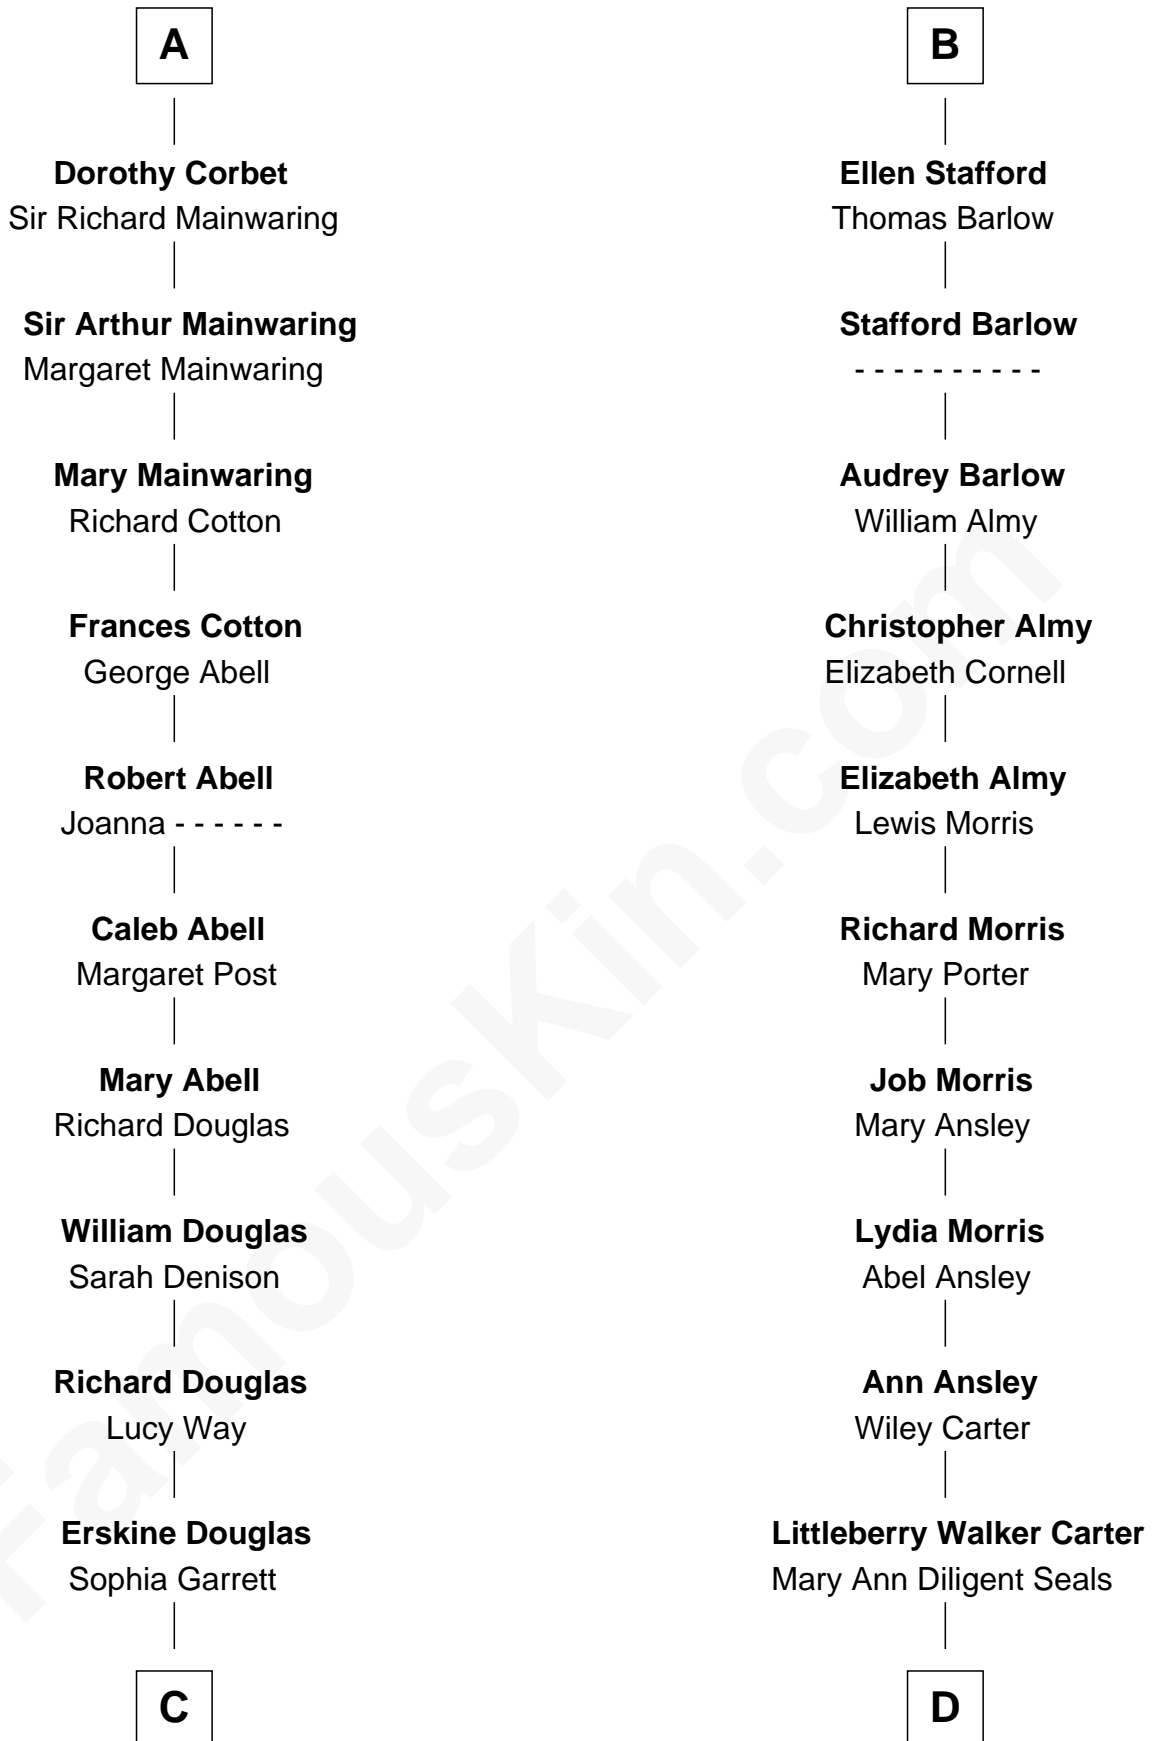 A
Dorothy Corbet
Sir Richard Mainwaring
Sir Arthur Mainwaring
Margaret Mainwaring
Mary Mainwaring
Richard Cotton
Frances Cotton
George Abell
Robert Abell
Joanna - - - - - -
Caleb Abell
Margaret Post
Mary Abell
Richard Douglas
William Douglas
Sarah Denison
Richard Douglas
Lucy Way
Erskine Douglas
Sophia Garrett
C
B
Ellen Stafford
Thomas Barlow
Stafford Barlow
- - - - - - - - - -
Audrey Barlow
William Almy
Christopher Almy
Elizabeth Cornell
Elizabeth Almy
Lewis Morris
Richard Morris
Mary Porter
Job Morris
Mary Ansley
Lydia Morris
Abel Ansley
Ann Ansley
Wiley Carter
Littleberry Walker Carter
Mary Ann Diligent Seals
D
FamousKin.com